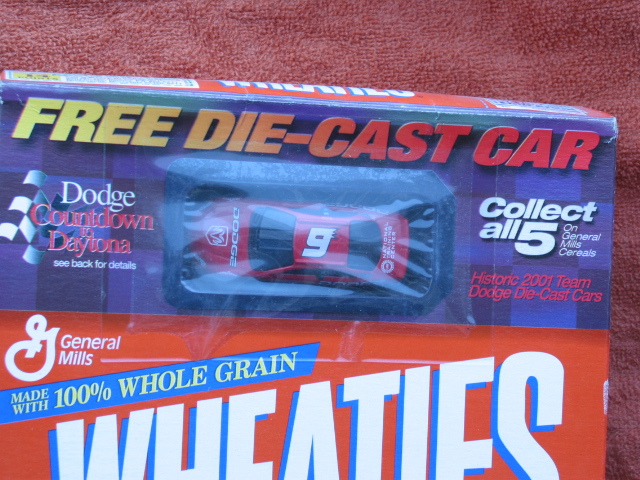 WHEATIES
FREE DIE-CAST CAR
Dodge
Countdown
to
Daytona
see back for details
DODGE
9
Collect
all 5
On
General
Mills
Cereals
Historic 2001 Team
Dodge Die-Cast Cars
General
Mills
MADE
WITH 100% WHOLE GRAIN
WHEATIES